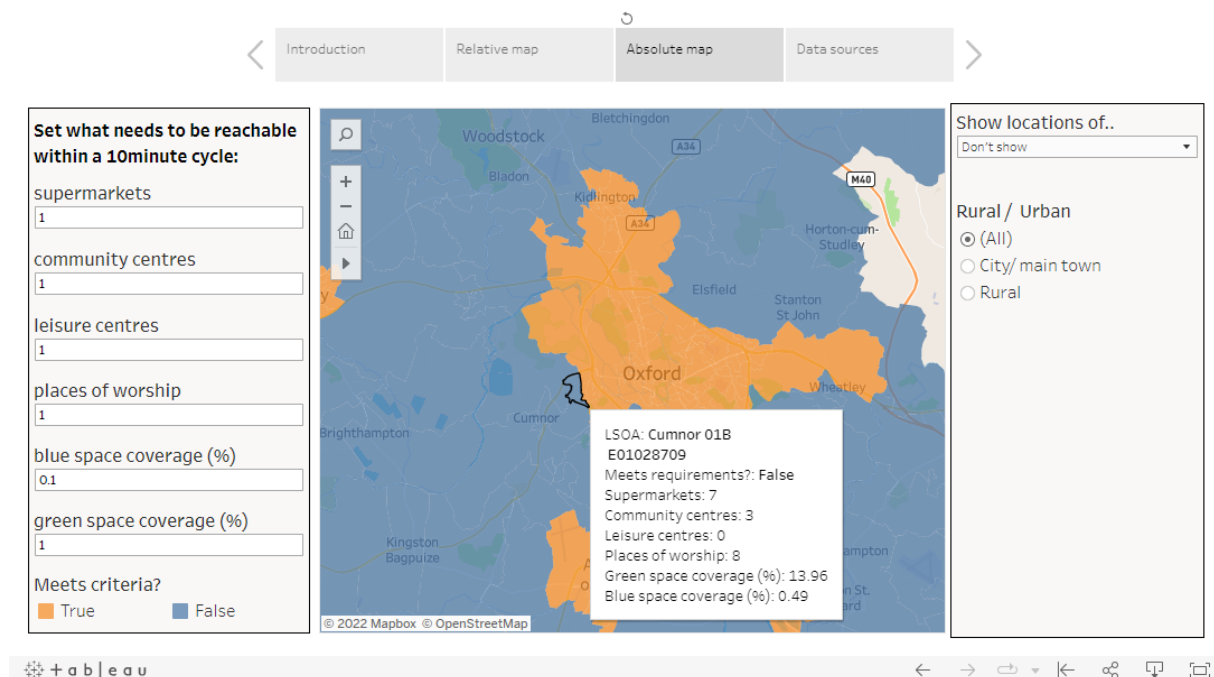 Introduction
Relative map
Absolute map
Data sources
Set what needs to be reachable
within a 10minute cycle:
supermarkets
1
community centres
1
leisure centres
1
places of worship
1
blue space coverage (%)
0.1
green space coverage (%)
1
Meets criteria?
True
False
Bletchingdon
Woodstock
A34
Bladon
M40
Kidlington
A34
Horton-cum-
Studley
y
Elsfield
Stanton
St John
Oxford
Wheatley
Cumnor
Brighthampton
LSOA: Cumnor 01B
E01028709
Meets requirements?: False
Supermarkets: 7
Community centres: 3
Leisure centres: 0
Places of worship: 8
Green space coverage (%): 13.96
Blue space coverage (%): 0.49
Kingston
Bagpuize
ampton
n St.
ard
© 2022 Mapbox © OpenStreetMap
Show locations of..
Don't show
Rural / Urban
(All)
City/ main town
Rural
+ableau